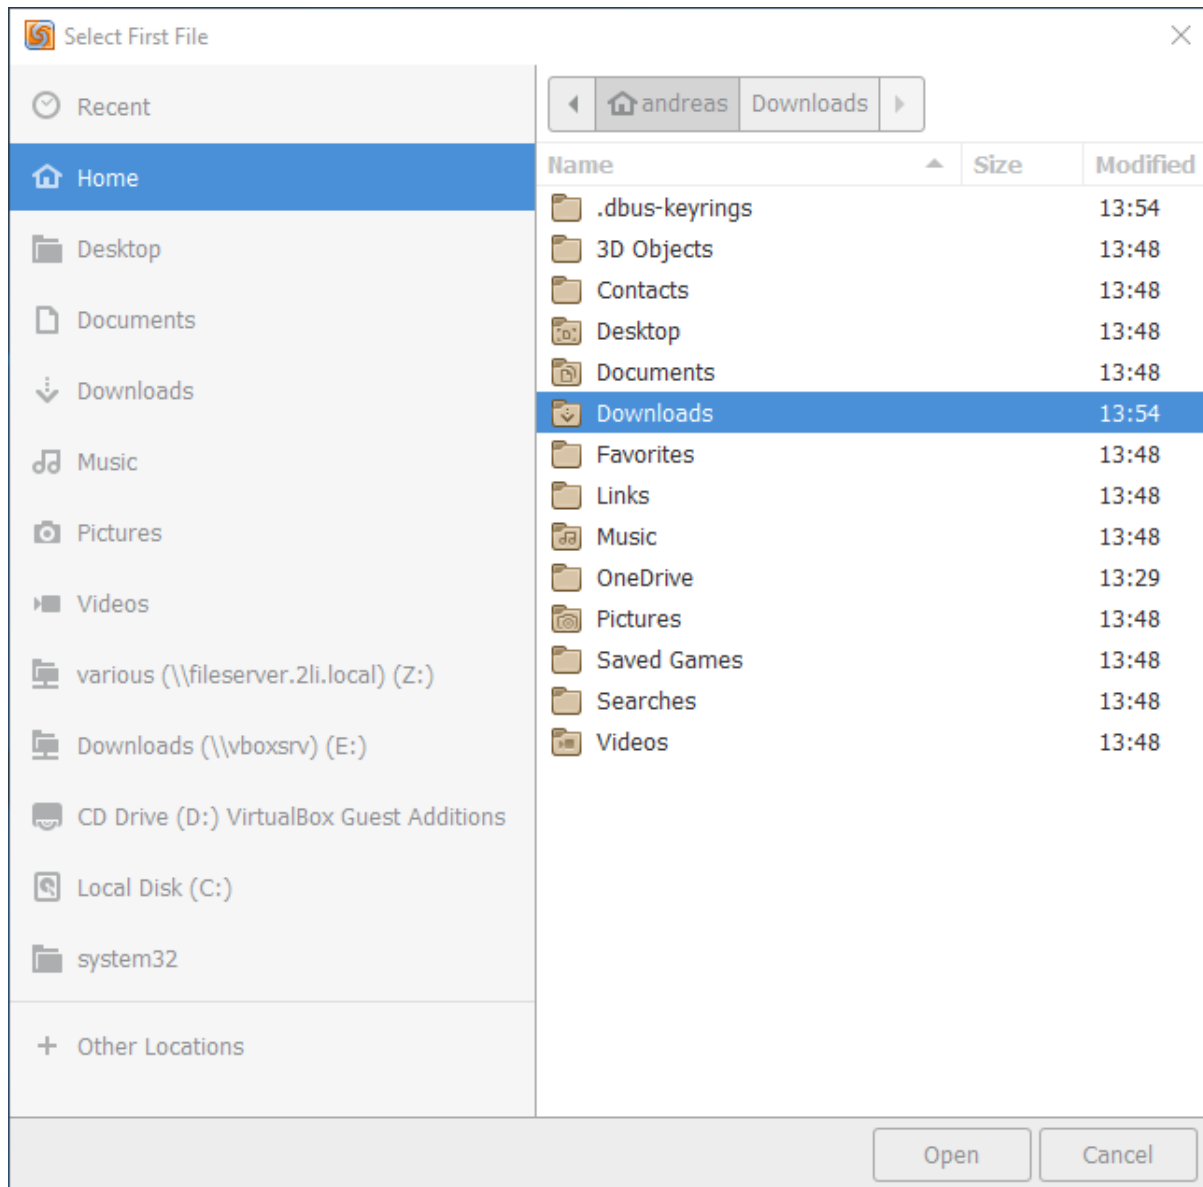 Select First File
Recent
Home
Desktop
Documents
Downloads
Music
Pictures
Videos
various (\\fileserver.2li.local) (Z:)
Downloads (\\vboxsrv) (E:)
CD Drive (D:) VirtualBox Guest Additions
Local Disk (C:)
system32
Other Locations
andreas Downloads
Name Size Modified
.dbus-keyrings 13:54
3D Objects 13:48
Contacts 13:48
Desktop 13:48
Documents 13:48
Downloads 13:54
Favorites 13:48
Links 13:48
Music 13:48
OneDrive 13:29
Pictures 13:48
Saved Games 13:48
Searches 13:48
Videos 13:48
Open Cancel